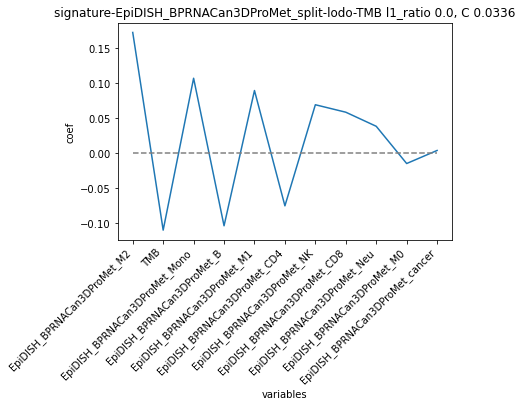 signature-EpiDISH_BPRNACan3DProMet_split-lodo-TMB l1_ratio 0.0, C 0.0336
0.15
0.10
0.05
0.00
−0.05
−0.10
coef
EpiDISH_BPRNACan3DProMet_M2
TMB
EpiDISH_BPRNACan3DProMet_Mono
EpiDISH_BPRNACan3DProMet_B
EpiDISH_BPRNACan3DProMet_M1
EpiDISH_BPRNACan3DProMet_CD4
EpiDISH_BPRNACan3DProMet_NK
EpiDISH_BPRNACan3DProMet_CD8
EpiDISH_BPRNACan3DProMet_Neu
EpiDISH_BPRNACan3DProMet_M0
EpiDISH_BPRNACan3DProMet_cancer
variables